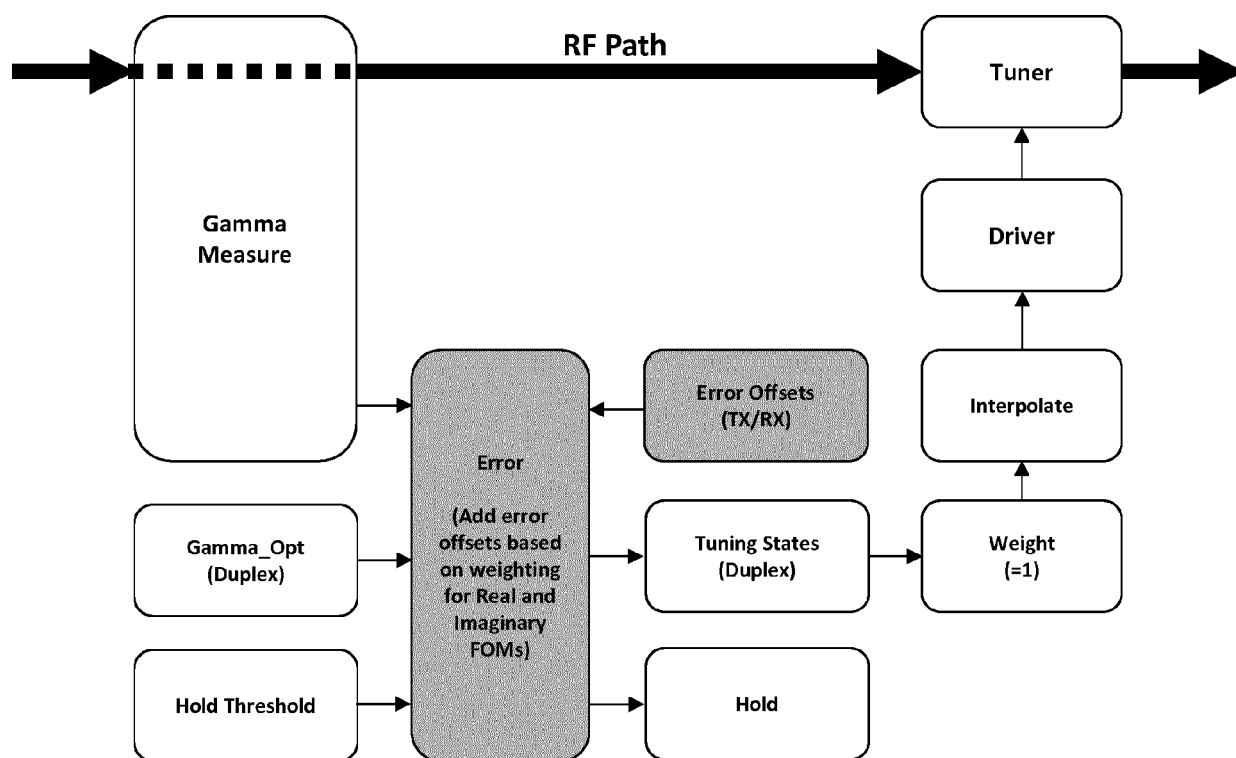 RF Path
Tuner
Gamma
Measure
Driver
Error Offsets
(TX/RX)
Interpolate
Error
(Add error
offsets based
on weighting
for Real and
Imaginary
FOMs)
Gamma_Opt
(Duplex)
Tuning States
(Duplex)
Weight
(=1)
Hold Threshold
Hold